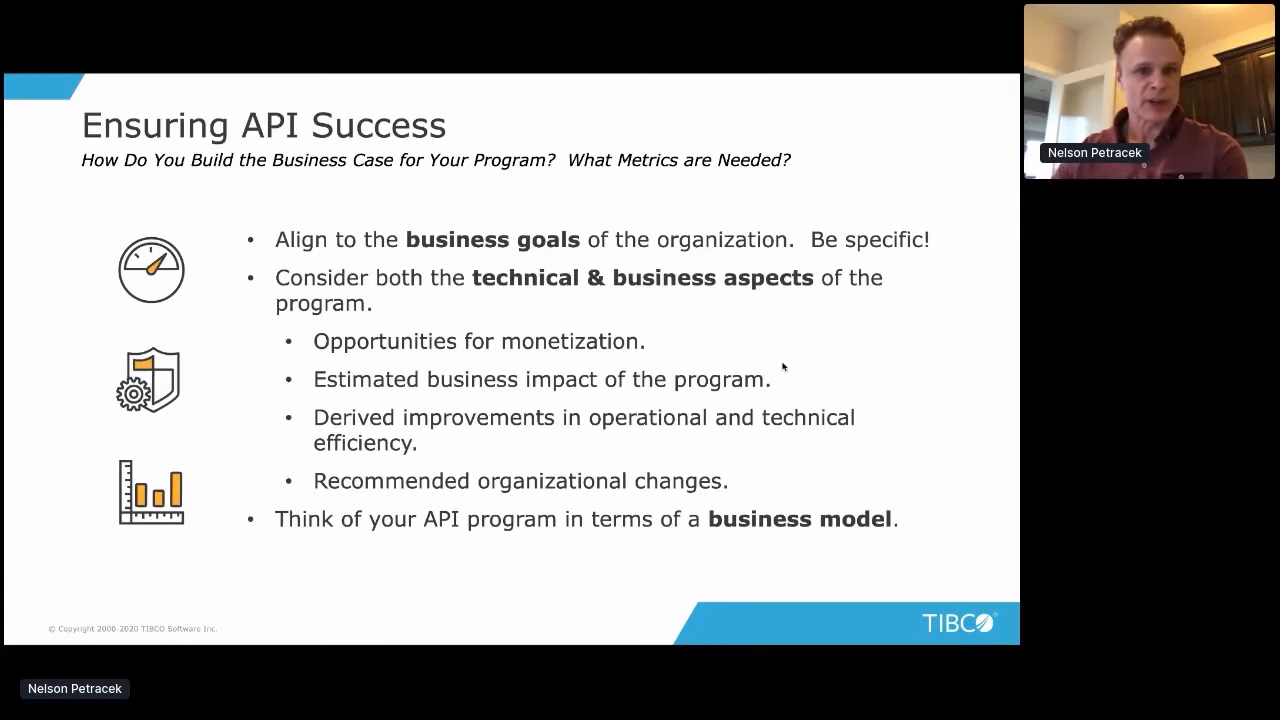 Ensuring API Success
How Do You Build the Business Case for Your Program?  What Metrics are Needed?
• Align to the business goals of the organization.  Be specific!
• Consider both the technical & business aspects of the
program.
• Opportunities for monetization.
• Estimated business impact of the program.
• Derived improvements in operational and technical
efficiency.
• Recommended organizational changes.
• Think of your API program in terms of a business model.
© Copyright 2000-2020 TIBCO Software Inc.
TIBCO®
Nelson Petracek
Nelson Petracek